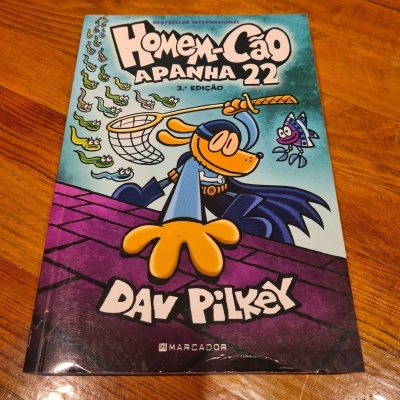 BESTSELLER INTERNACIONAL
HOMEM-CÃO
APANHA 22
3.ª EDIÇÃO
DAV PILKEY
MARCADOR